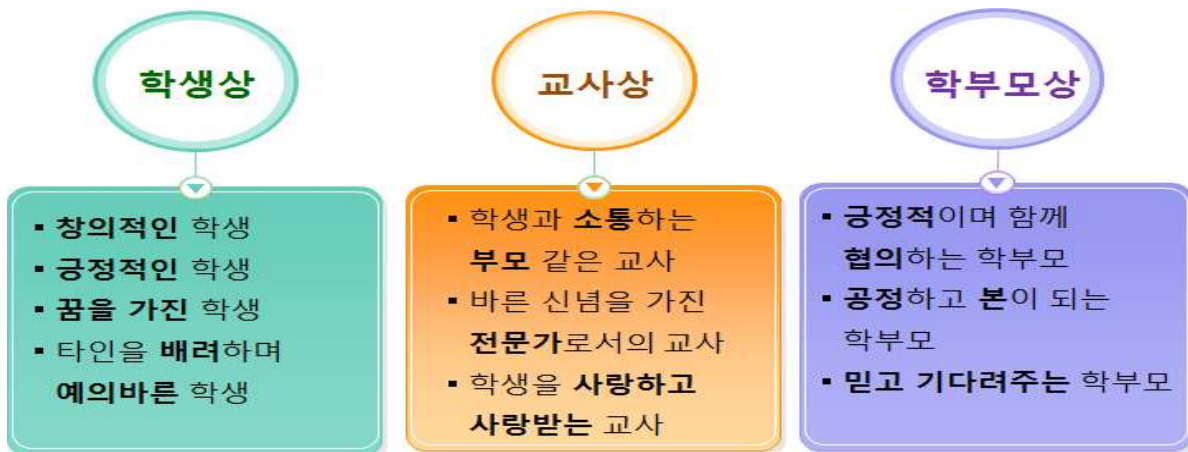 학생상
▪ 창의적인 학생
▪ 긍정적인 학생
▪ 꿈을 가진 학생
▪ 타인을 배려하며
예의바른 학생
교사상
▪ 학생과 소통하는
부모 같은 교사
▪ 바른 신념을 가진
전문가로서의 교사
▪ 학생을 사랑하고
사랑받는 교사
학부모상
▪ 긍정적이며 함께
협의하는 학부모
▪ 공정하고 본이 되는
학부모
▪ 믿고 기다려주는 학부모